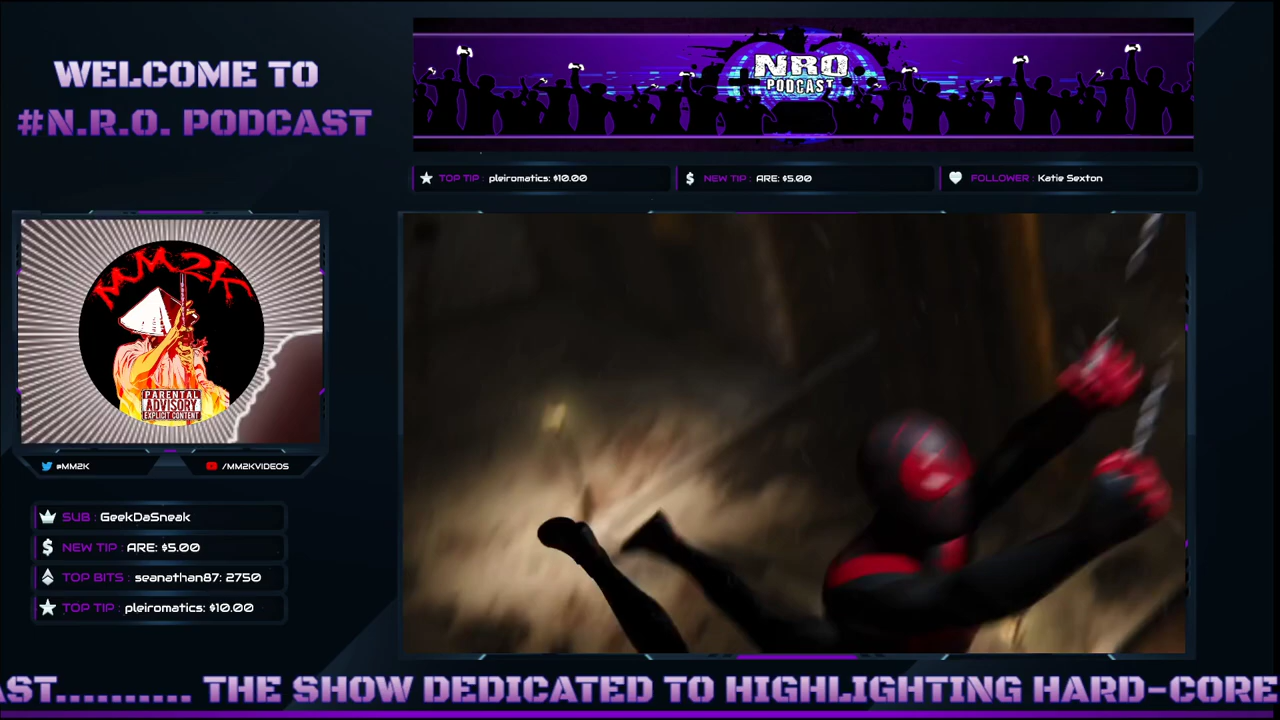 WELCOME TO
#N.R.O. PODCAST
NRO
PODCAST
TOP TIP : pleiromatics: $10.00
NEW TIP : ARE: $5.00
FOLLOWER : Katie Sexton
MM2K
PARENTAL
ADVISORY
EXPLICIT CONTENT
@MM2K
/MM2KVIDEOS
SUB : GeekDaSneak
NEW TIP : ARE: $5.00
TOP BITS : seanathan87: 2750
TOP TIP : pleiromatics: $10.00
AST.......... THE SHOW DEDICATED TO HIGHLIGHTING HARD-CORE